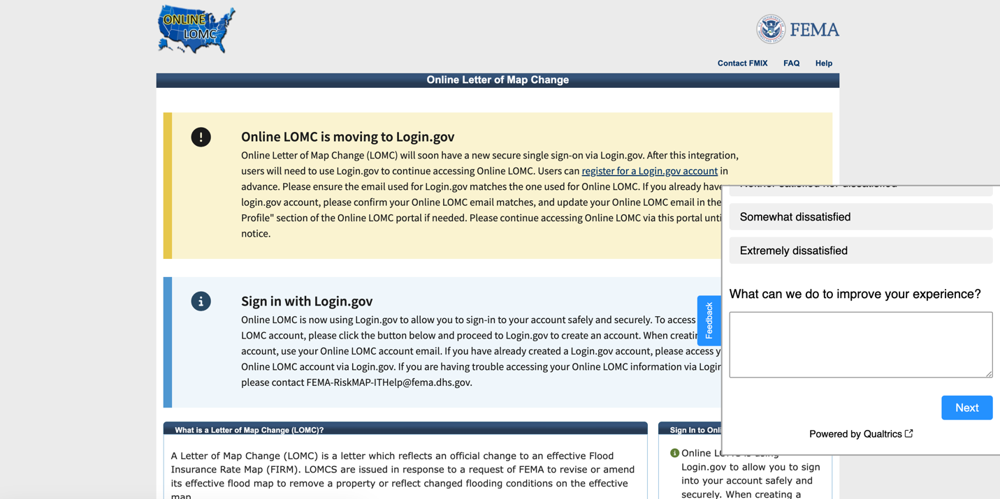 ONLINE
LOMC
FEMA
Contact FMIX FAQ Help
Online Letter of Map Change
Online LOMC is moving to Login.gov
Online Letter of Map Change (LOMC) will soon have a new secure single sign-on via Login.gov. After this integration,
users will need to use Login.gov to continue accessing Online LOMC. Users can register for a Login.gov account in
advance. Please ensure the email used for Login.gov matches the one used for Online LOMC. If you already have
login.gov account, please confirm your Online LOMC email matches, and update your Online LOMC email in the
Profile" section of the Online LOMC portal if needed. Please continue accessing Online LOMC via this portal
notice.
Sign in with Login.gov
Online LOMC is now using Login.gov to allow you to sign-in to your account safely and securely. To access
LOMC account, please click the button below and proceed to Login.gov to create an account. When
account, use your Online LOMC account email. If you have already created a Login.gov account, please access
Online LOMC account via Login.gov. If you are having trouble accessing your Online LOMC information via
please contact FEMA-RiskMAP-ITHelp@fema.dhs.gov.
What is a Letter of Map Change (LOMC)?
A Letter of Map Change (LOMC) is a letter which reflects an official change to an effective Flood
Insurance Rate Map (FIRM). LOMCS are issued in response to a request of FEMA to revise or amend
its effective flood map to remove a property or reflect changed flooding conditions on the effective
map
Sign In to
Online LOMC is using
Login.gov to allow you to sign
into your account safely and
securely. When creating a
Feedback
Neither satisfied nor dissatisfied
Somewhat dissatisfied
Extremely dissatisfied
What can we do to improve your experience?
Next
Powered by Qualtrics